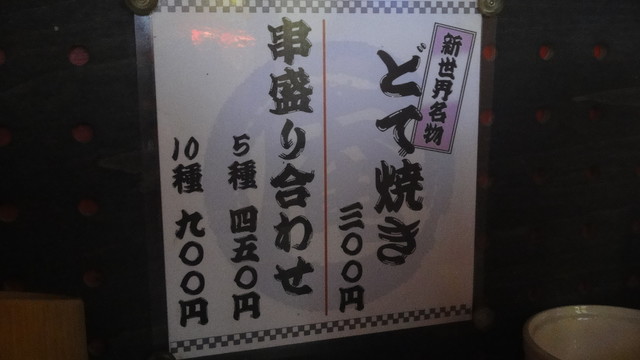 新世界名物
どて焼き
三〇〇円
串盛り合わせ
5種 四五〇円
10種 九〇〇円